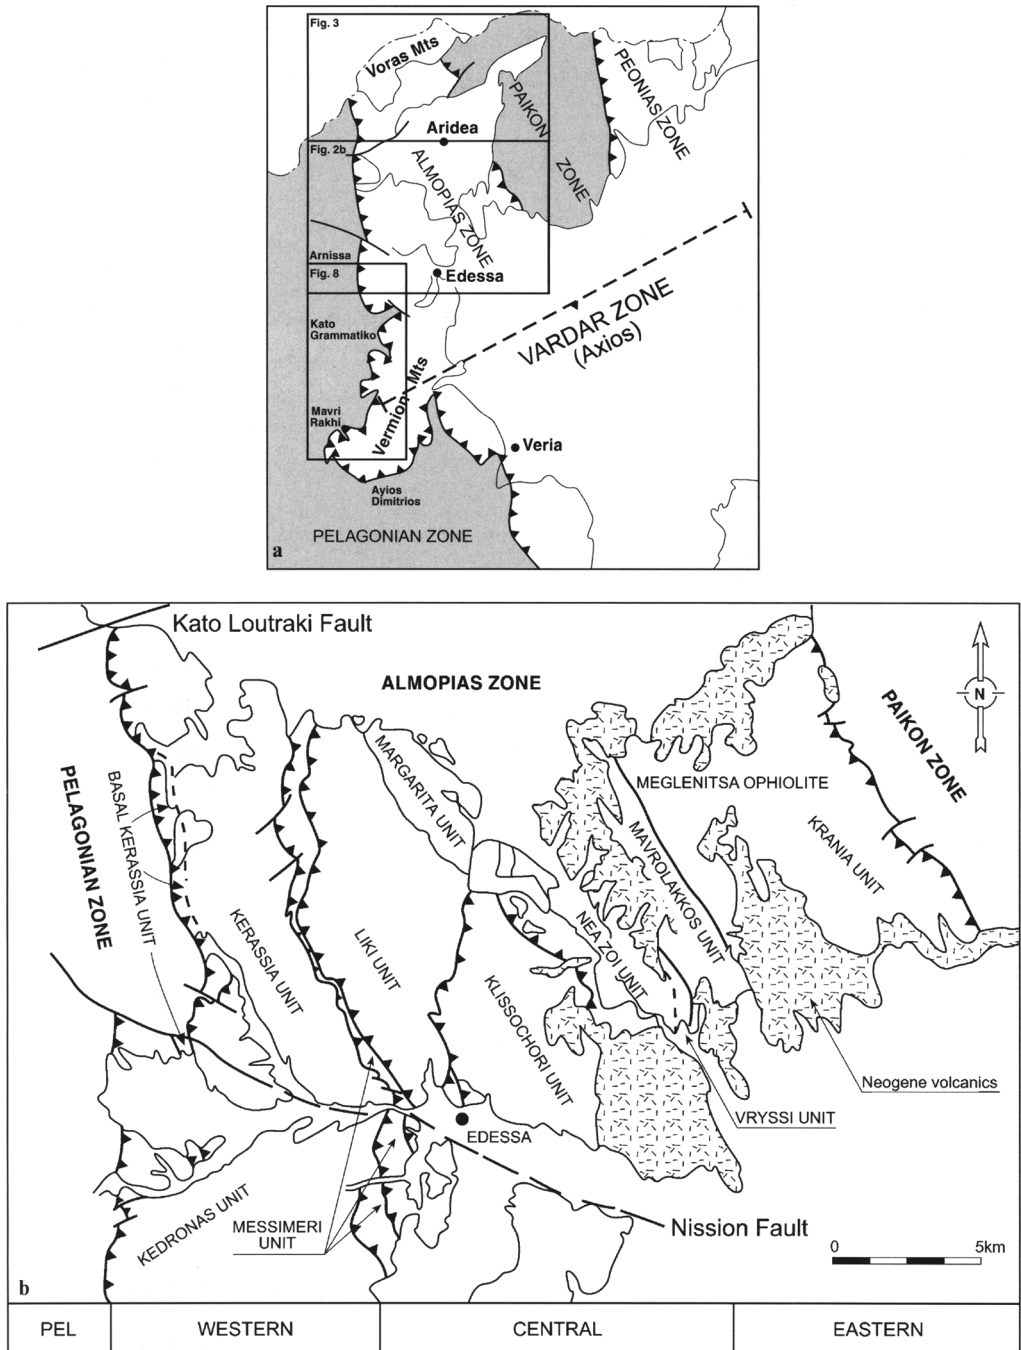 Fig. 3
Voras Mts
PEONIAS ZONE
PAIKON
ZONE
Aridea
Fig. 2b
ALMOPIAS ZONE
Arnissa
Fig. 8
Edessa
Kato
Grammatiko
VARDAR ZONE
(Axios)
Mavri
Rakhi
Vermion Mts
Veria
Ayios
Dimitrios
PELAGONIAN ZONE
a
Kato Loutraki Fault
ALMOPIAS ZONE
N
PAIKON ZONE
PELAGONIAN ZONE
BASAL KERASSIA UNIT
MARGARITA UNIT
MEGLENITSA OPHIOLITE
MAVROLAKKOS UNIT
KRANIA UNIT
KERASSIA UNIT
LIKI UNIT
NEA ZOI UNIT
KLISSOCHORI UNIT
Neogene volcanics
VRYSSI UNIT
EDESSA
KEDRONAS UNIT
MESSIMERI
UNIT
Nission Fault
0 5km
b
PEL WESTERN CENTRAL EASTERN